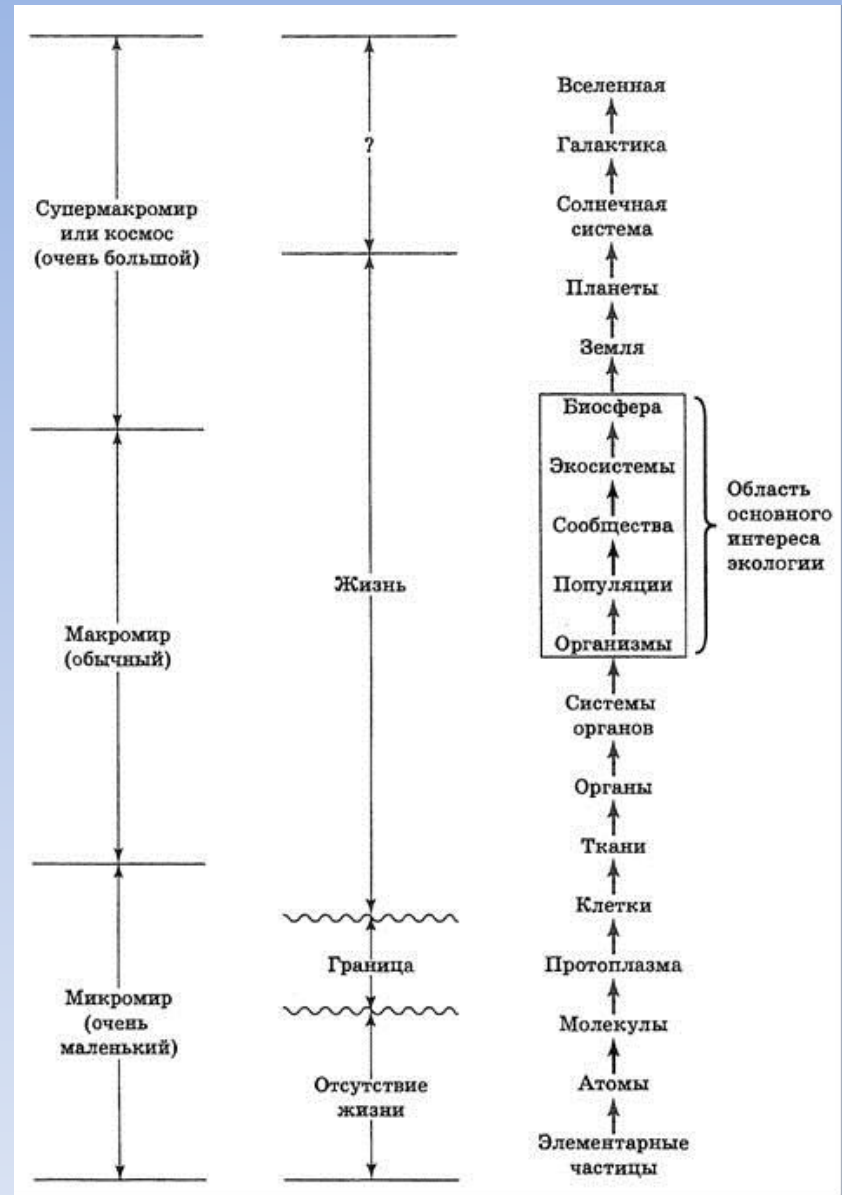 Супермакромир
или космос
(очень большой)
Макромир
(обычный)
Микромир
(очень
маленький)
?
Жизнь
Граница
Отсутствие
жизни
Вселенная
Галактика
Солнечная
система
Планеты
Земля
Биосфера
Экосистемы
Сообщества
Популяции
Организмы
Системы
органов
Органы
Ткани
Клетки
Протоплазма
Молекулы
Атомы
Элементарные
частицы
Область
основного
интереса
экологии